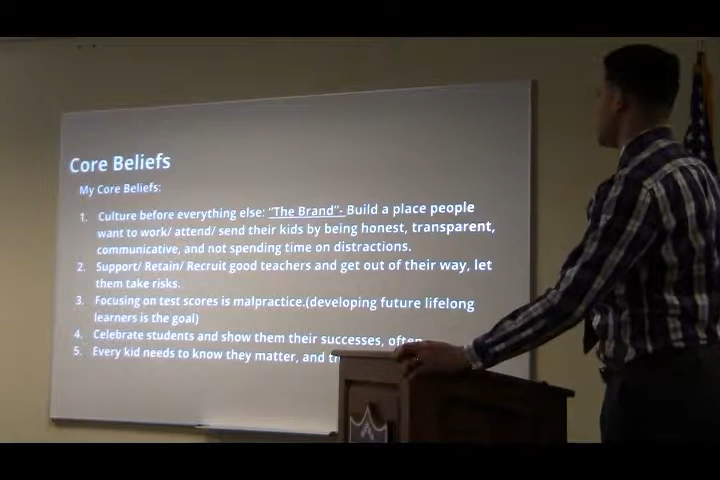 Core Beliefs
My Core Beliefs:
1. Culture before everything else: "The Brand"- Build a place people
want to work/ attend/ send their kids by being honest, transparent,
communicative, and not spending time on distractions.
2. Support/ Retain/ Recruit good teachers and get out of their way, let
them take risks.
3. Focusing on test scores is malpractice.(developing future lifelong
learners is the goal)
4. Celebrate students and show them their successes, often
5. Every kid needs to know they matter, and